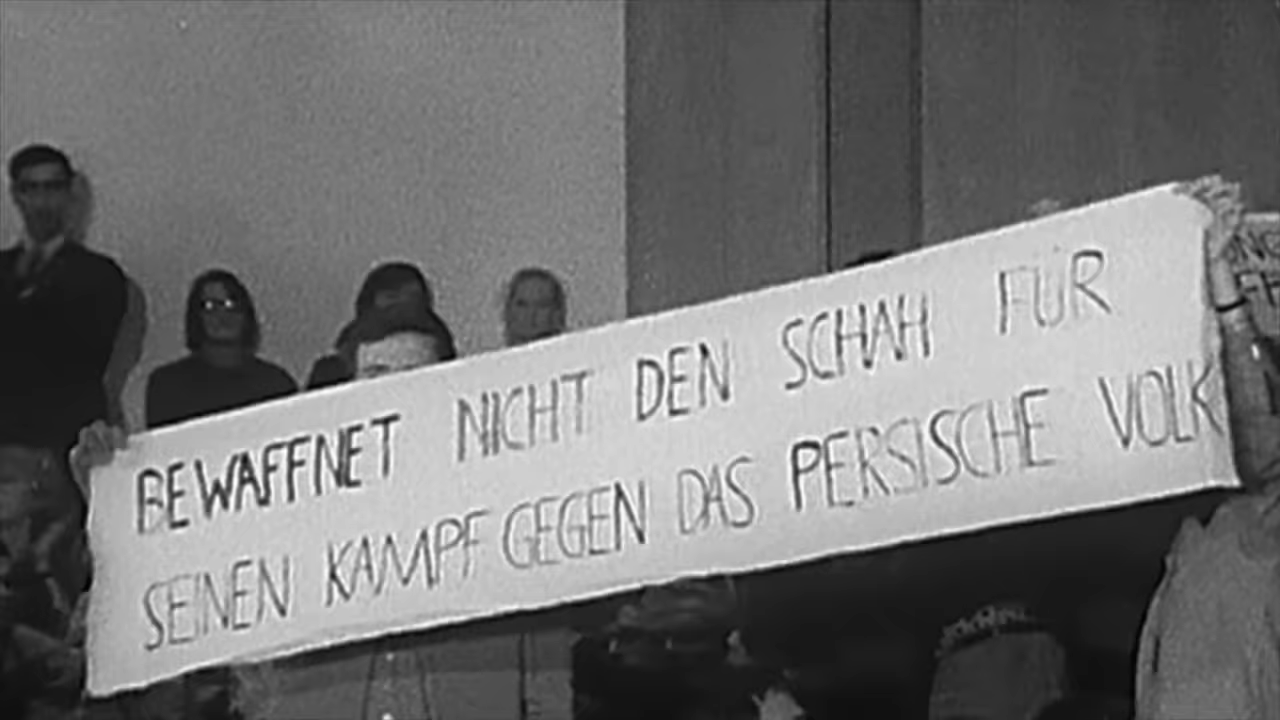 BEWAFFNET NICHT DEN SCHAH FÜR
SEINEN KAMPF GEGEN DAS PERSISCHE VOLK